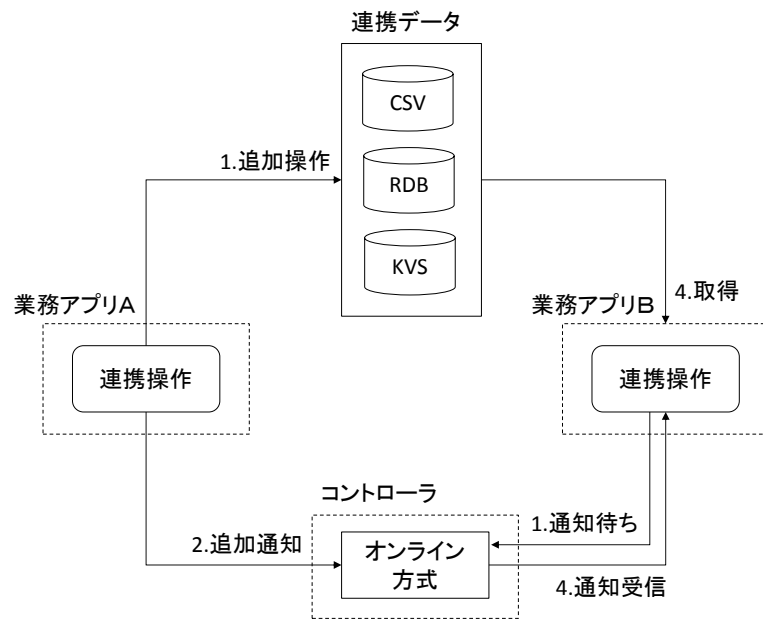 連携データ
CSV
1.追加操作
RDB
KVS
業務アプリA
4.取得
業務アプリB
連携操作
連携操作
コントローラ
1.通知待ち
2.追加通知
オンライン
方式
4.通知受信